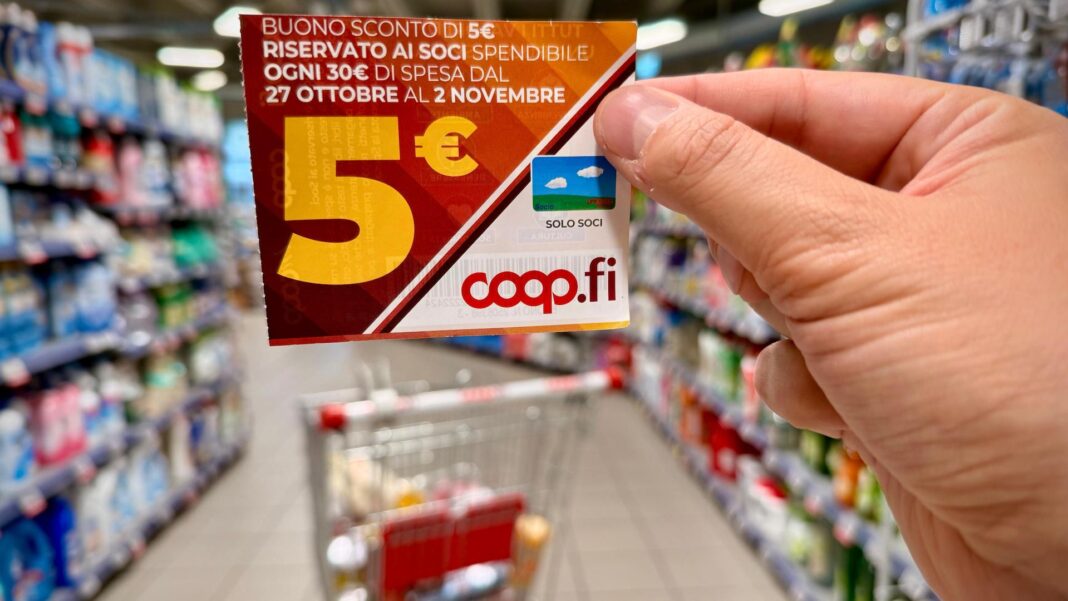 BUONO SCONTO DI 5€
RISERVATO AI SOCI SPENDIBILE
OGNI 30€ DI SPESA DAL
27 OTTOBRE AL 2 NOVEMBRE
5€
Socio
SOLO SOCI
coop.fi